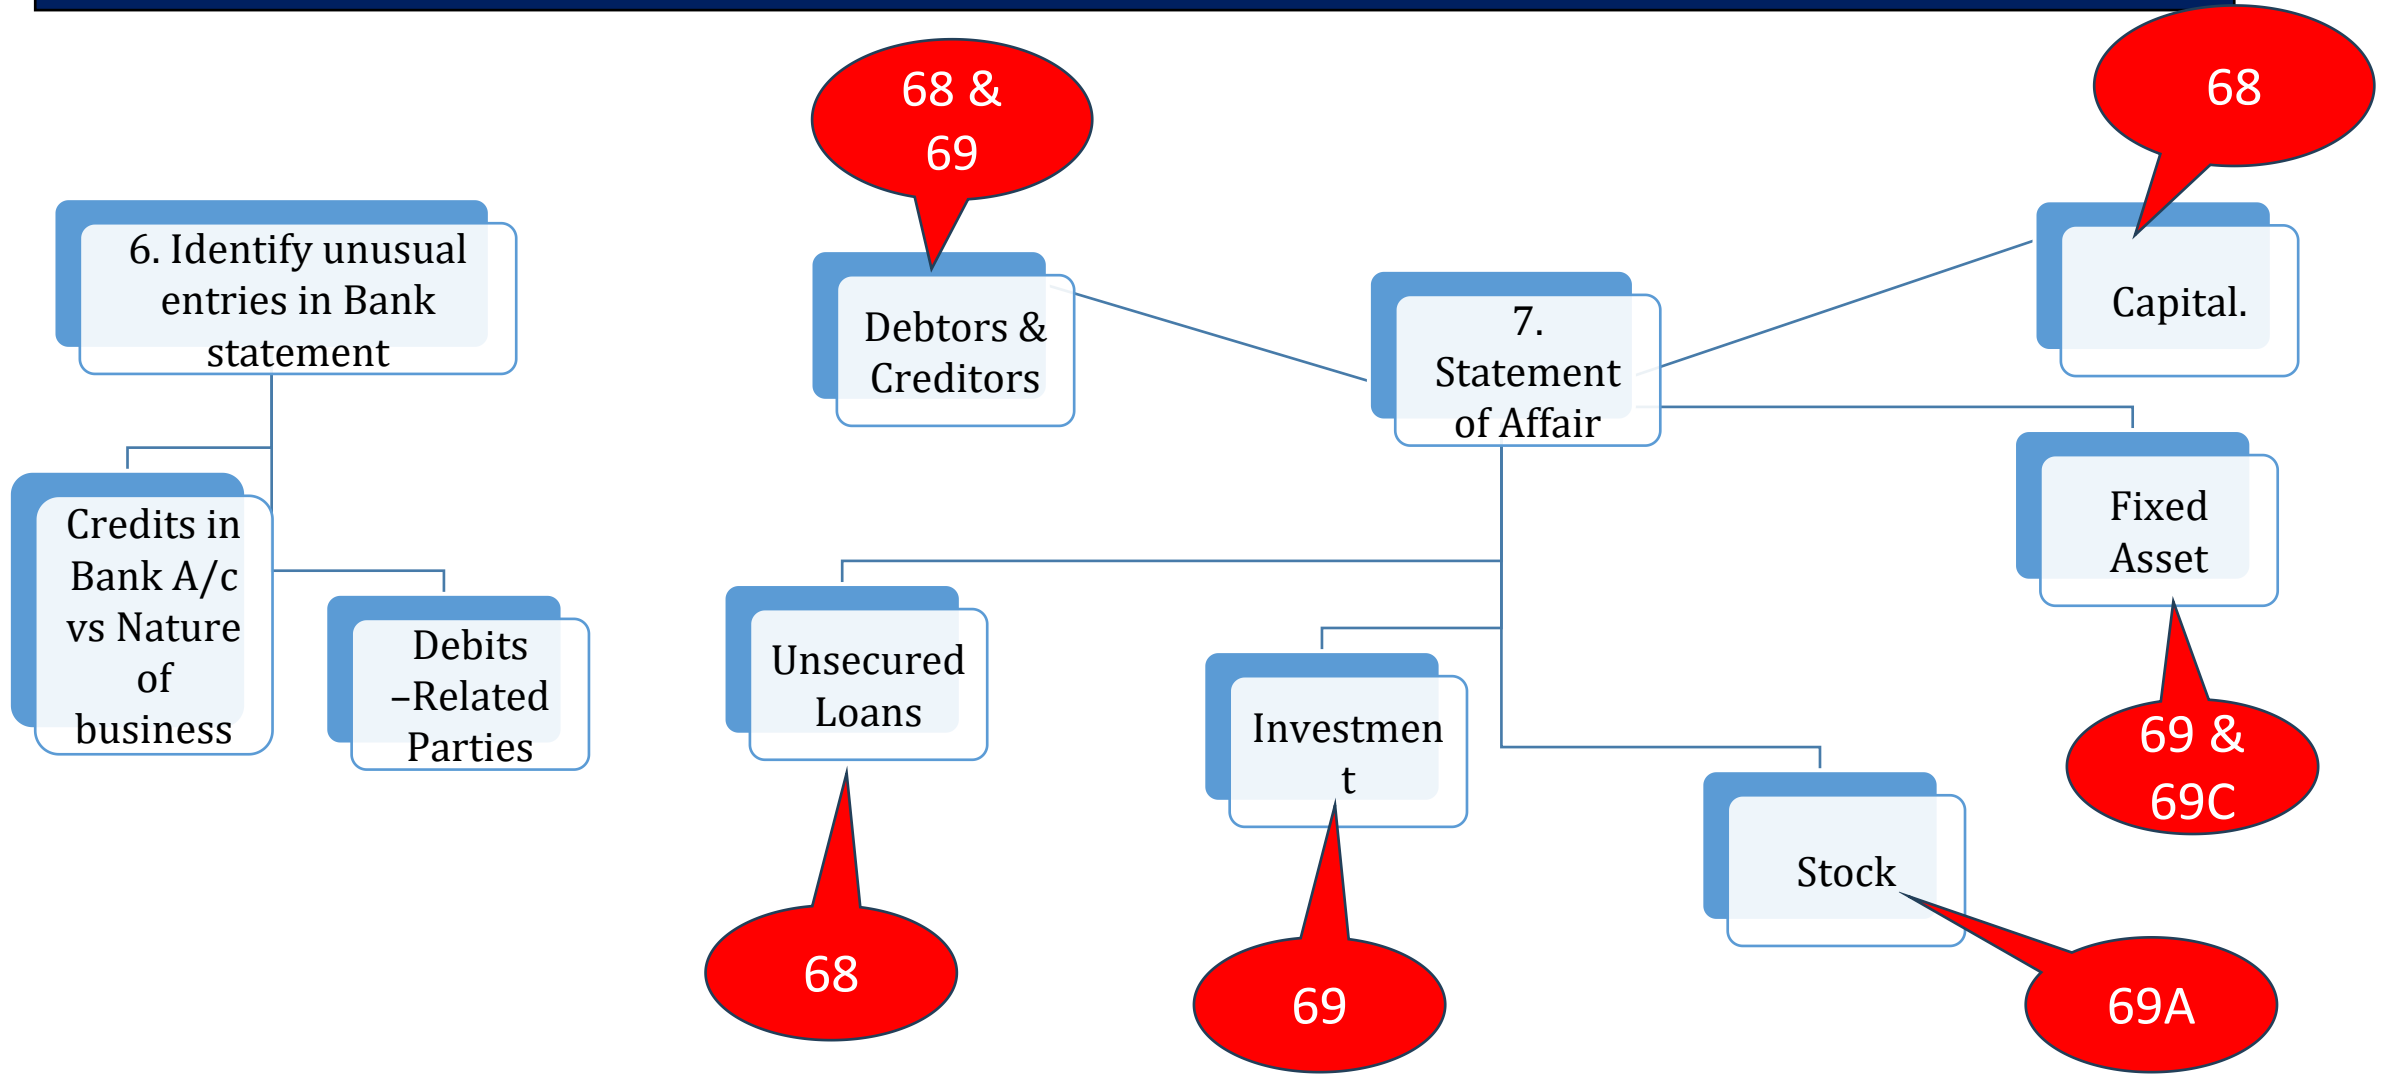 68 &
69
68
6. Identify unusual
entries in Bank
statement
Debtors &
Creditors
7.
Statement
of Affair
Capital.
Credits in
Bank A/c
vs Nature
of
business
Debits
–Related
Parties
Unsecured
Loans
Investmen
t
Fixed
Asset
69 &
69C
Stock
68
69
69A